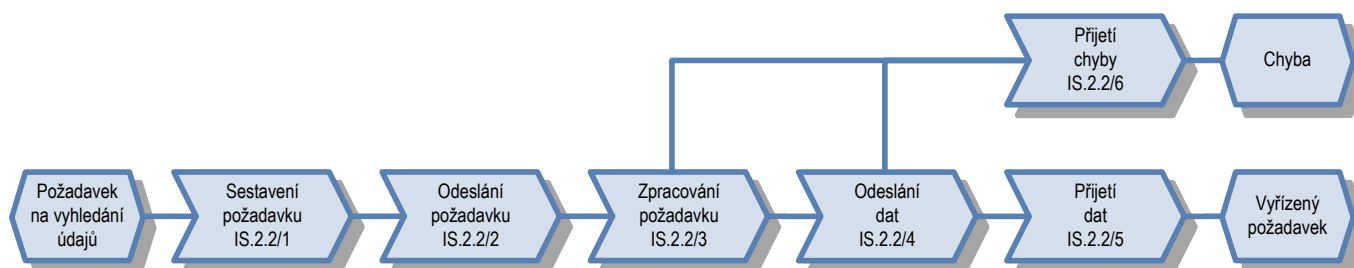 Přijetí
chyby
IS.2.2/6
Chyba
Požadavek
na vyhledání
údajů
Sestavení
požadavku
IS.2.2/1
Odeslání
požadavku
IS.2.2/2
Zpracování
požadavku
IS.2.2/3
Odeslání
dat
IS.2.2/4
Přijetí
dat
IS.2.2/5
Vyřízený
požadavek